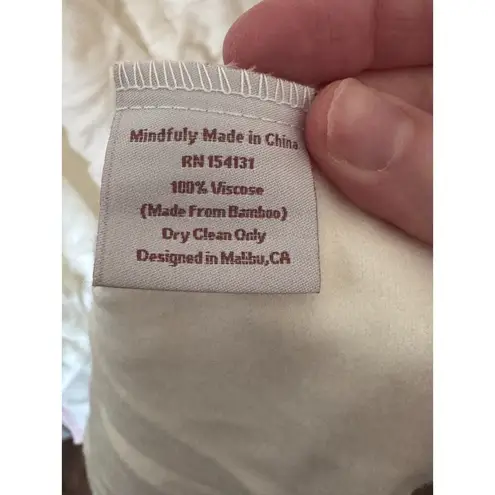 Mindfuly Made in China
RN 154131
100% Viscose
(Made From Bamboo)
Dry Clean Only
Designed in Malibu,CA